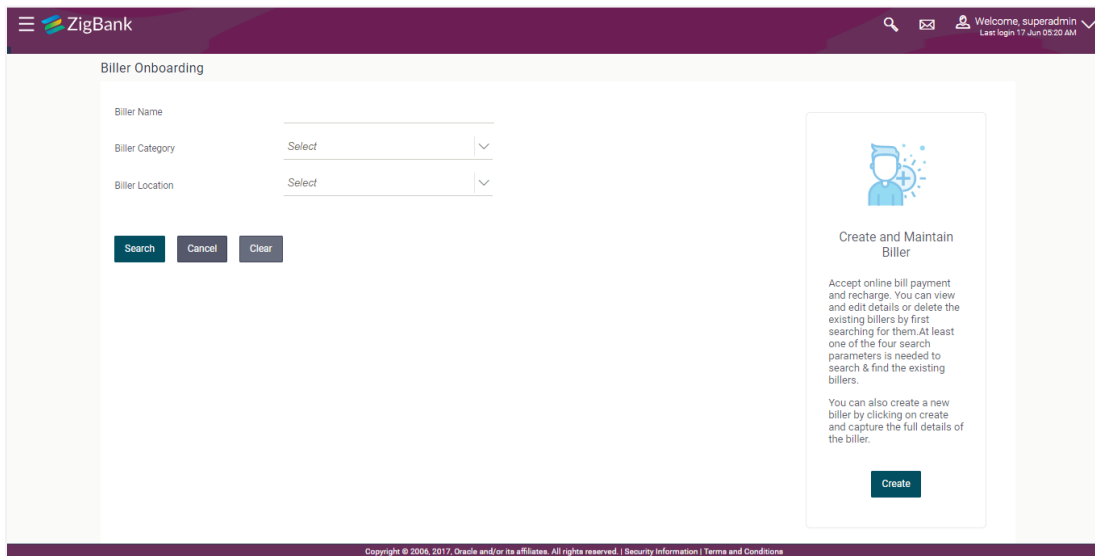 ZigBank
Welcome, superadmin
Last login 17 Jun 05:20 AM
Biller Onboarding
Biller Name
Biller Category
Select
Biller Location
Select
Search
Cancel
Clear
Create and Maintain
Biller
Accept online bill payment
and recharge. You can view
and edit details or delete the
existing billers by first
searching for them.At least
one of the four search
parameters is needed to
search & find the existing
billers.
You can also create a new
biller by clicking on create
and capture the full details of
the biller.
Create
Copyright © 2006, 2017, Oracle and/or its affiliates. All rights reserved. | Security Information | Terms and Conditions